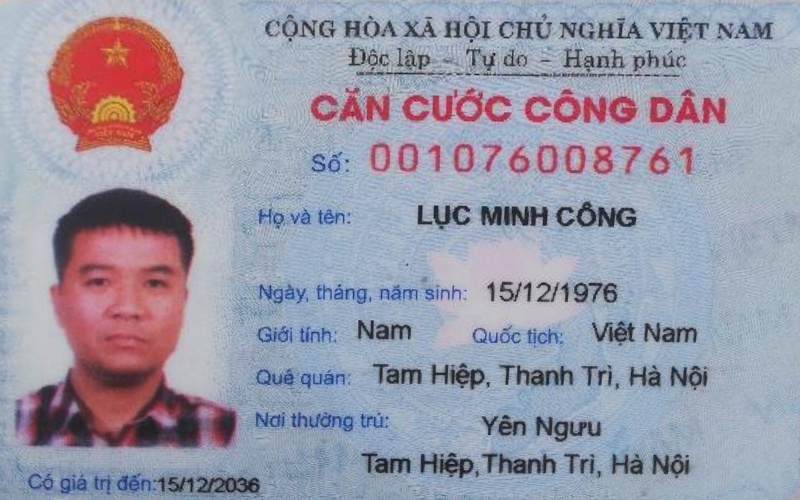 CỘNG HÒA XÃ HỘI CHỦ NGHĨA VIỆT NAM
Độc lập - Tự do - Hạnh phúc
CĂN CƯỚC CÔNG DÂN
Số: 001076008761
Họ và tên: LỤC MINH CÔNG
Ngày, tháng, năm sinh: 15/12/1976
Giới tính: Nam Quốc tịch: Việt Nam
Quê quán: Tam Hiệp, Thanh Trì, Hà Nội
Nơi thường trú: Yên Ngưu
Tam Hiệp,Thanh Trì, Hà Nội
Có giá trị đến:15/12/2036